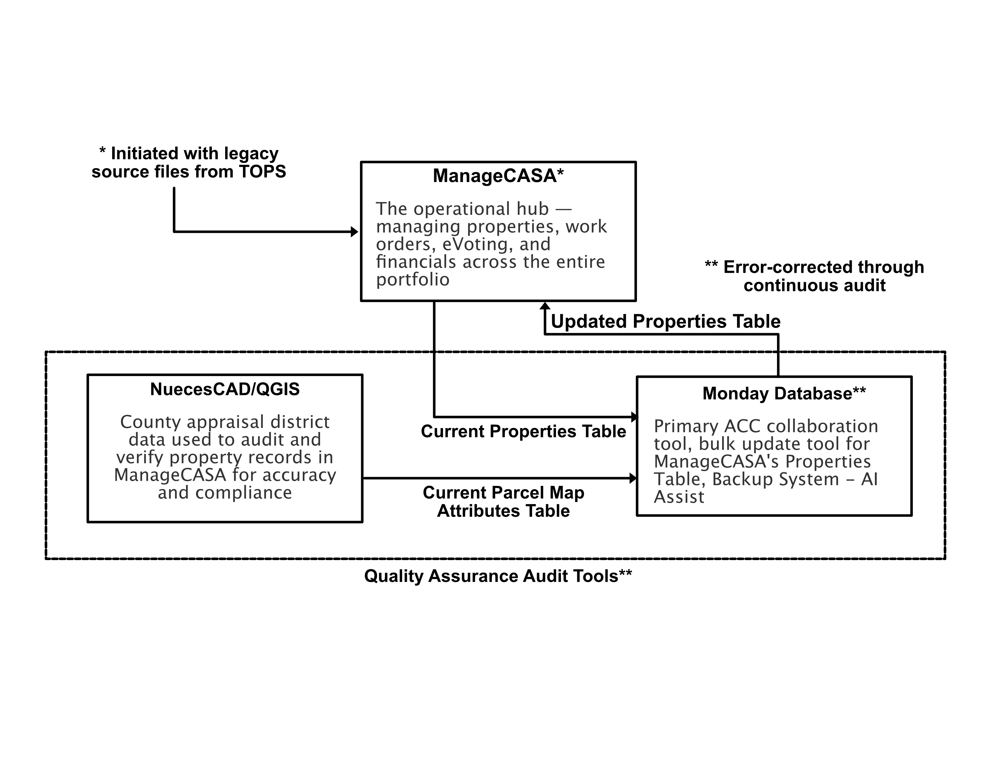 * Initiated with legacy
source files from TOPS
ManageCASA*
The operational hub —
managing properties, work
orders, eVoting, and
financials across the entire
portfolio
** Error-corrected through
continuous audit
Updated Properties Table
NuecesCAD/QGIS
County appraisal district
data used to audit and
verify property records in
ManageCASA for accuracy
and compliance
Current Properties Table
Current Parcel Map
Attributes Table
Monday Database**
Primary ACC collaboration
tool, bulk update tool for
ManageCASA's Properties
Table, Backup System – AI
Assist
Quality Assurance Audit Tools**